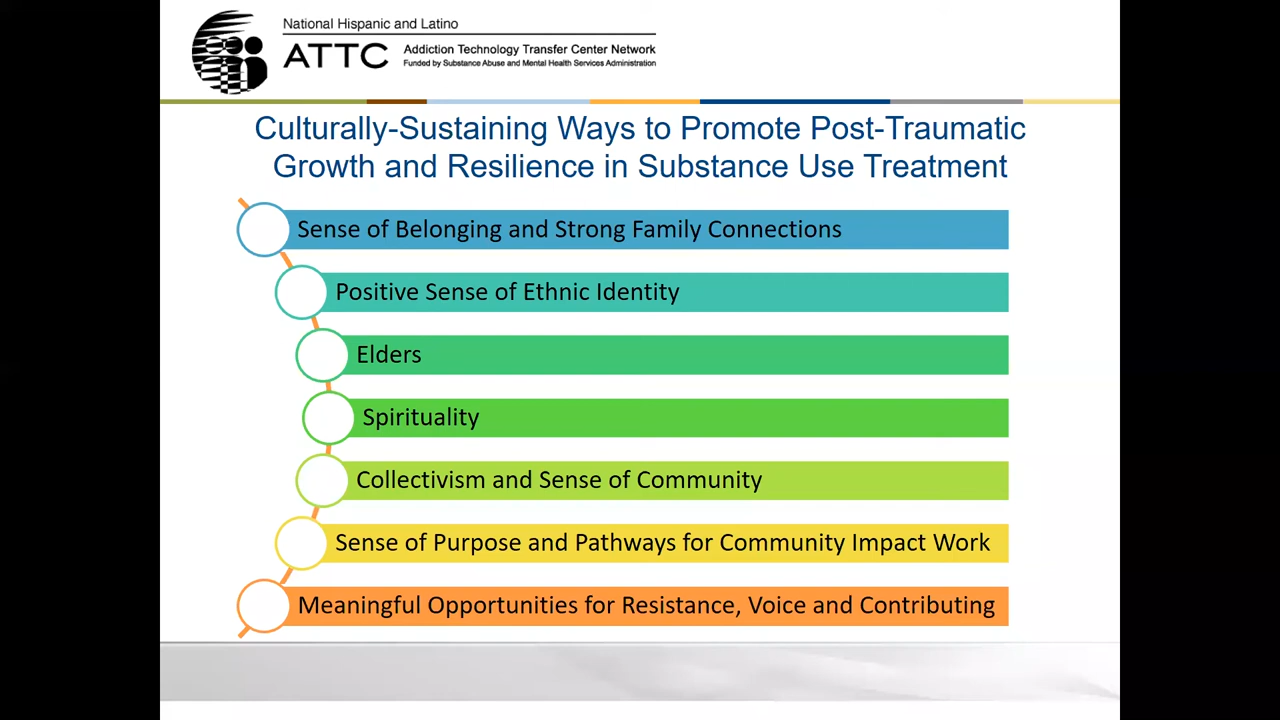 National Hispanic and Latino
ATTC
Addiction Technology Transfer Center Network
Funded by Substance Abuse and Mental Health Services Administration
Culturally-Sustaining Ways to Promote Post-Traumatic
Growth and Resilience in Substance Use Treatment
Sense of Belonging and Strong Family Connections
Positive Sense of Ethnic Identity
Elders
Spirituality
Collectivism and Sense of Community
Sense of Purpose and Pathways for Community Impact Work
Meaningful Opportunities for Resistance, Voice and Contributing